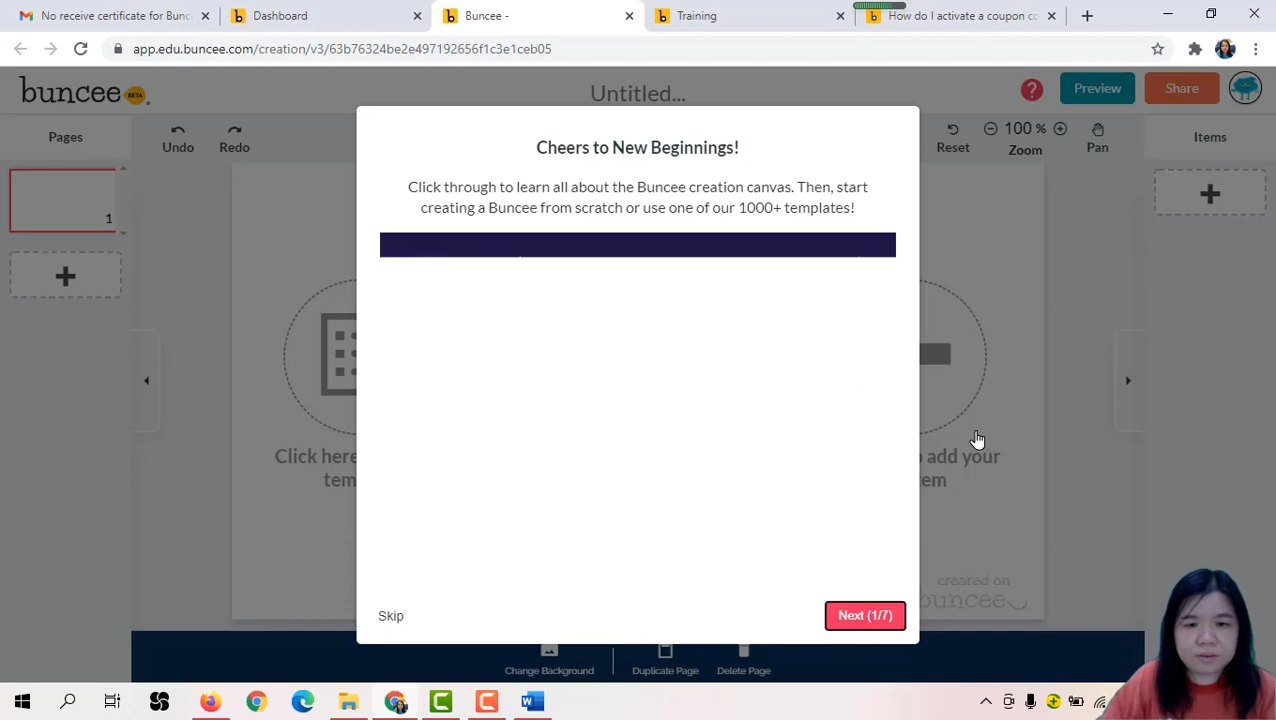 No receive certificate for Bunce
Dashboard
Buncee -
Training
How do I activate a coupon co
app.edu.buncee.com/creation/v3/63b76324be2e497192656f1c3e1ceb05
buncee BETA
Untitled...
?
Preview
Share
Pages
Undo
Redo
Reset
100 %
Zoom
Pan
Items
1
Cheers to New Beginnings!
Click through to learn all about the Buncee creation canvas. Then, start
creating a Buncee from scratch or use one of our 1000+ templates!
Click here
tem
o add your
tem
created on
buncee
Skip
Next (1/7)
Change Background
Duplicate Page
Delete Page